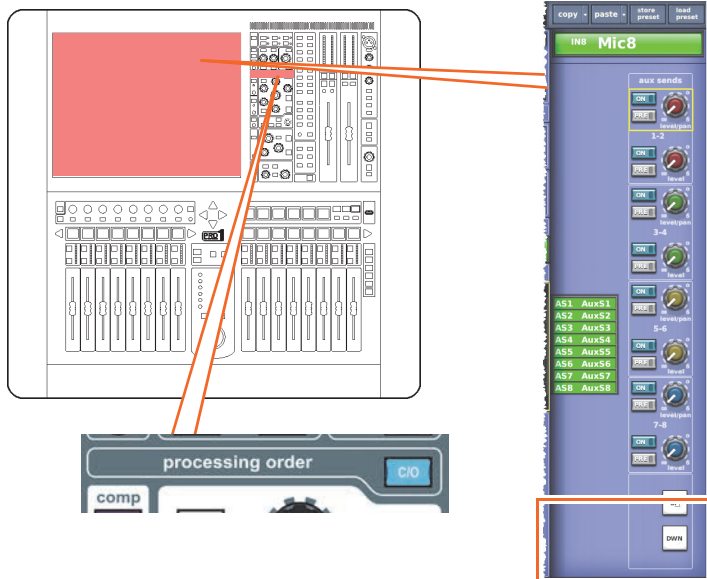 copy
paste
store preset
load preset
IN8 Mic8
aux sends
ON
PRE
level/pan
1-2
ON
PRE
level
ON
PRE
level/pan
3-4
ON
PRE
level
AS1 AuxS1
AS2 AuxS2
AS3 AuxS3
AS4 AuxS4
AS5 AuxS5
AS6 AuxS6
AS7 AuxS7
AS8 AuxS8
ON
PRE
level/pan
5-6
ON
PRE
level
ON
PRE
level/pan
7-8
ON
PRE
level
DWN
PRO1
processing order
C/O
comp